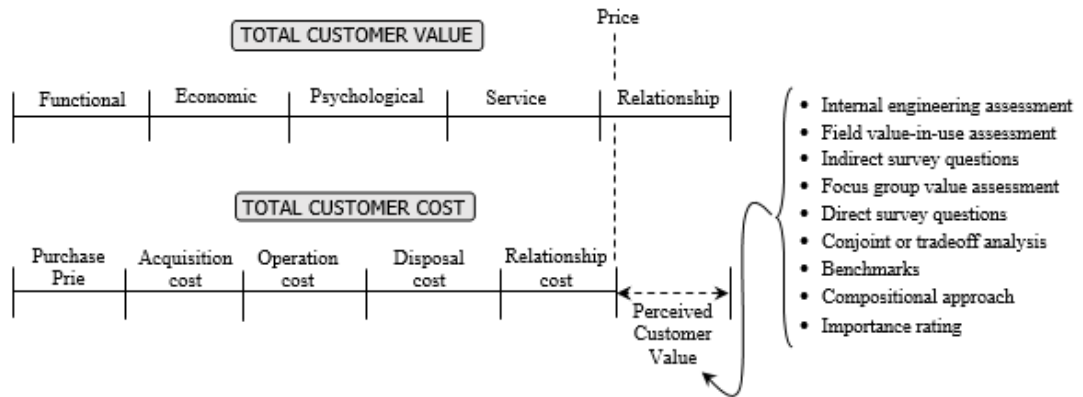 Price
TOTAL CUSTOMER VALUE
Functional
Economic
Psychological
Service
Relationship
TOTAL CUSTOMER COST
Purchase
Prie
Acquisition
cost
Operation
cost
Disposal
cost
Relationship
cost
Perceived
Customer
Value
• Internal engineering assessment
• Field value-in-use assessment
• Indirect survey questions
• Focus group value assessment
• Direct survey questions
• Conjoint or tradeoff analysis
• Benchmarks
• Compositional approach
• Importance rating